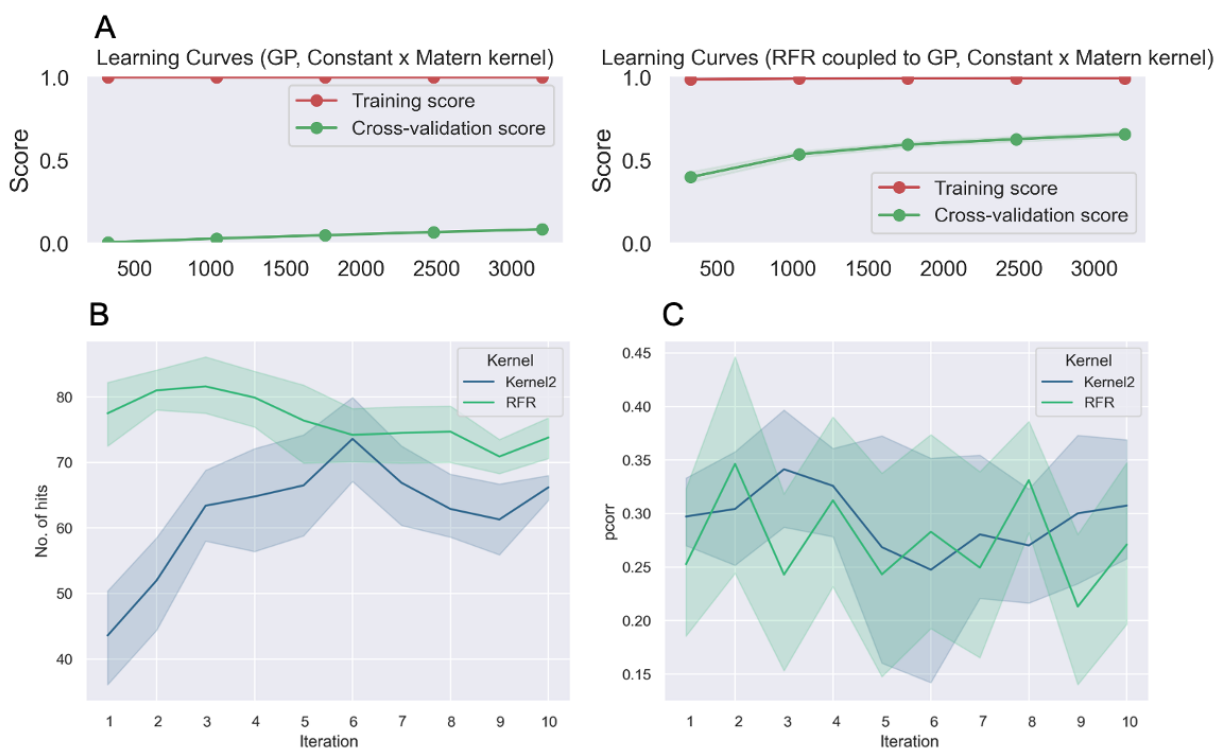 A
Learning Curves (GP, Constant x Matern kernel)
1.0
0.5
0.0
Score
Training score
Cross-validation score
500 1000 1500 2000 2500 3000
Learning Curves (RFR coupled to GP, Constant x Matern kernel)
1.0
0.5
0.0
Score
Training score
Cross-validation score
500 1000 1500 2000 2500 3000
B
80
70
60
50
40
No. of hits
Kernel
Kernel2
RFR
1 2 3 4 5 6 7 8 9 10
Iteration
C
0.45
0.40
0.35
0.30
0.25
0.20
0.15
pcorr
Kernel
Kernel2
RFR
1 2 3 4 5 6 7 8 9 10
Iteration